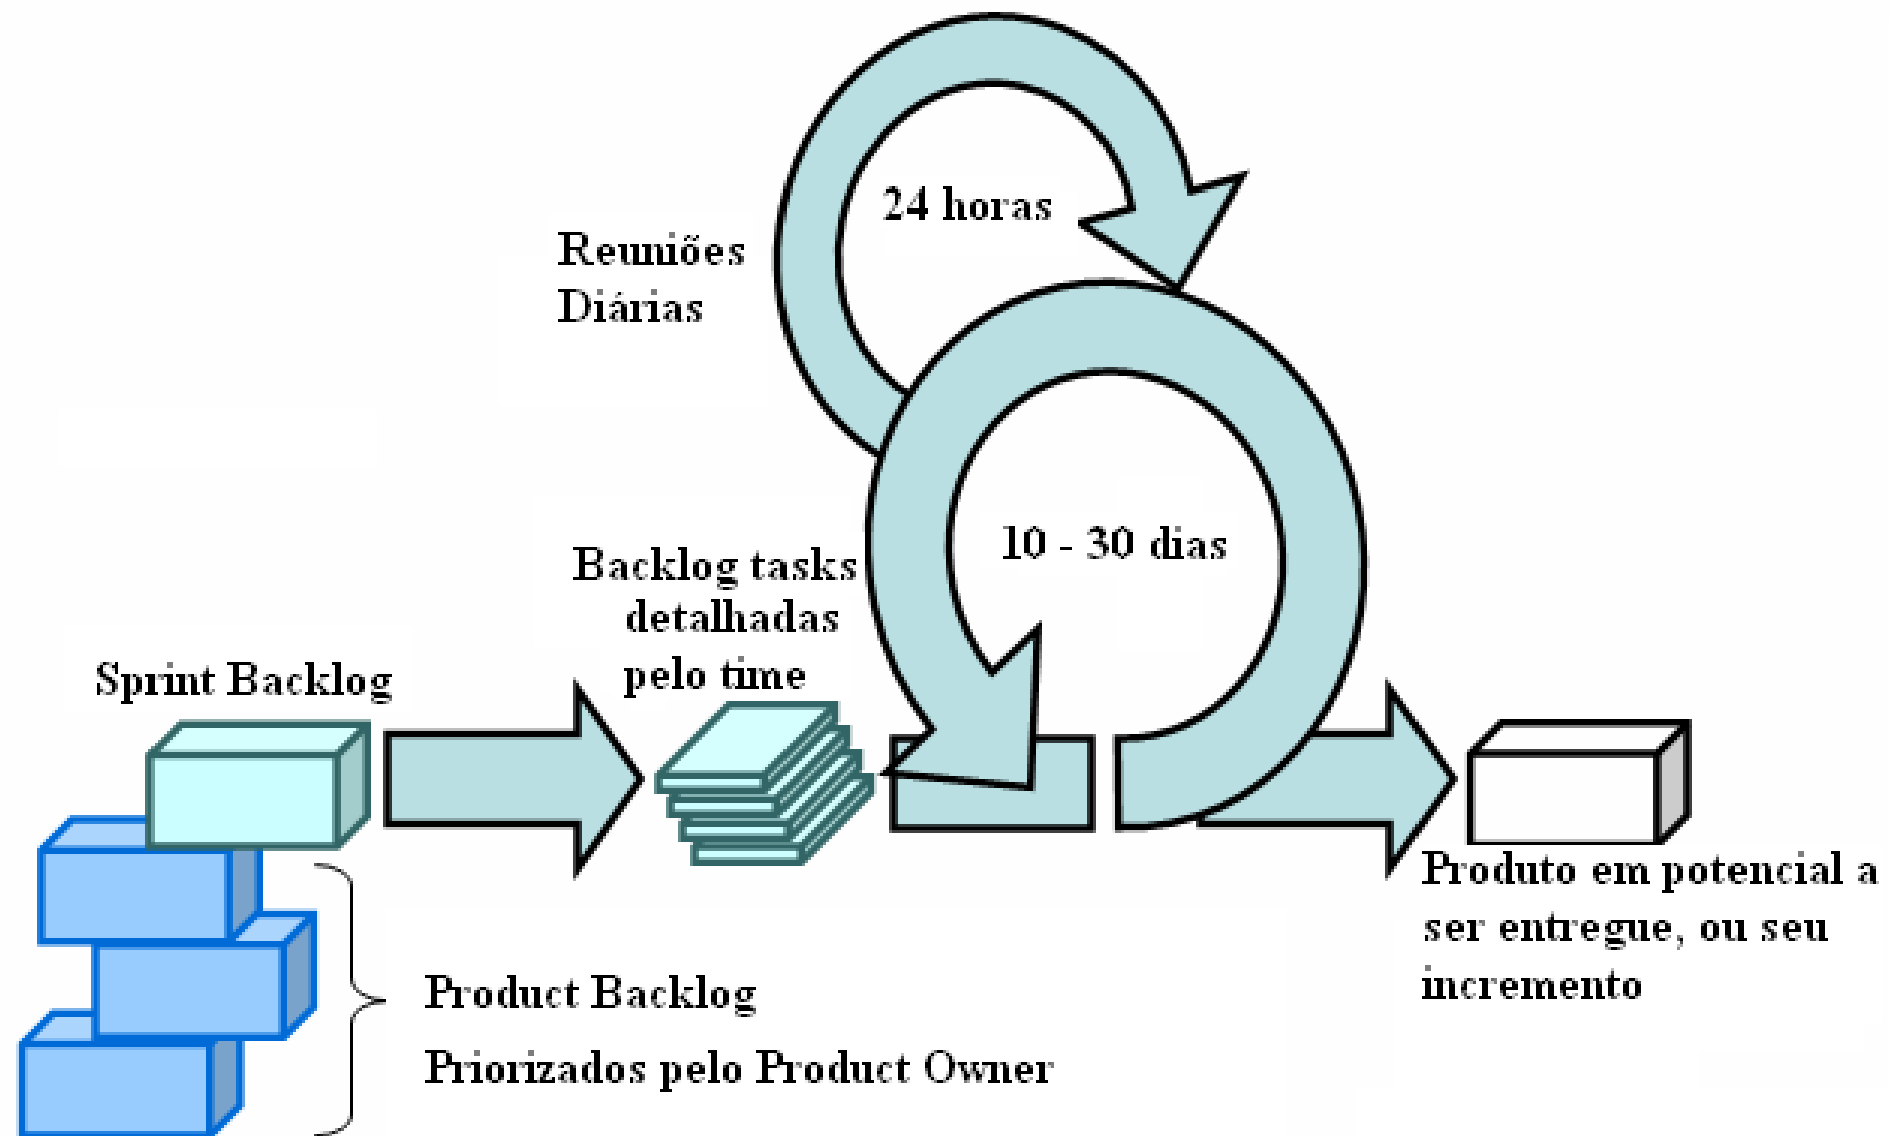 24 horas
Reuniões
Diárias
10 - 30 dias
Backlog tasks
detalhadas
pelo time
Sprint Backlog
Produto em potencial a
ser entregue, ou seu
incremento
Product Backlog
Priorizados pelo Product Owner